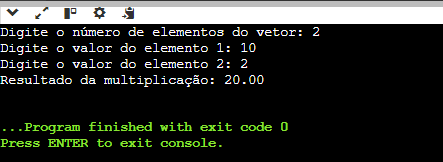 Digite o número de elementos do vetor: 2
Digite o valor do elemento 1: 10
Digite o valor do elemento 2: 2
Resultado da multiplicação: 20.00
...Program finished with exit code 0
Press ENTER to exit console.